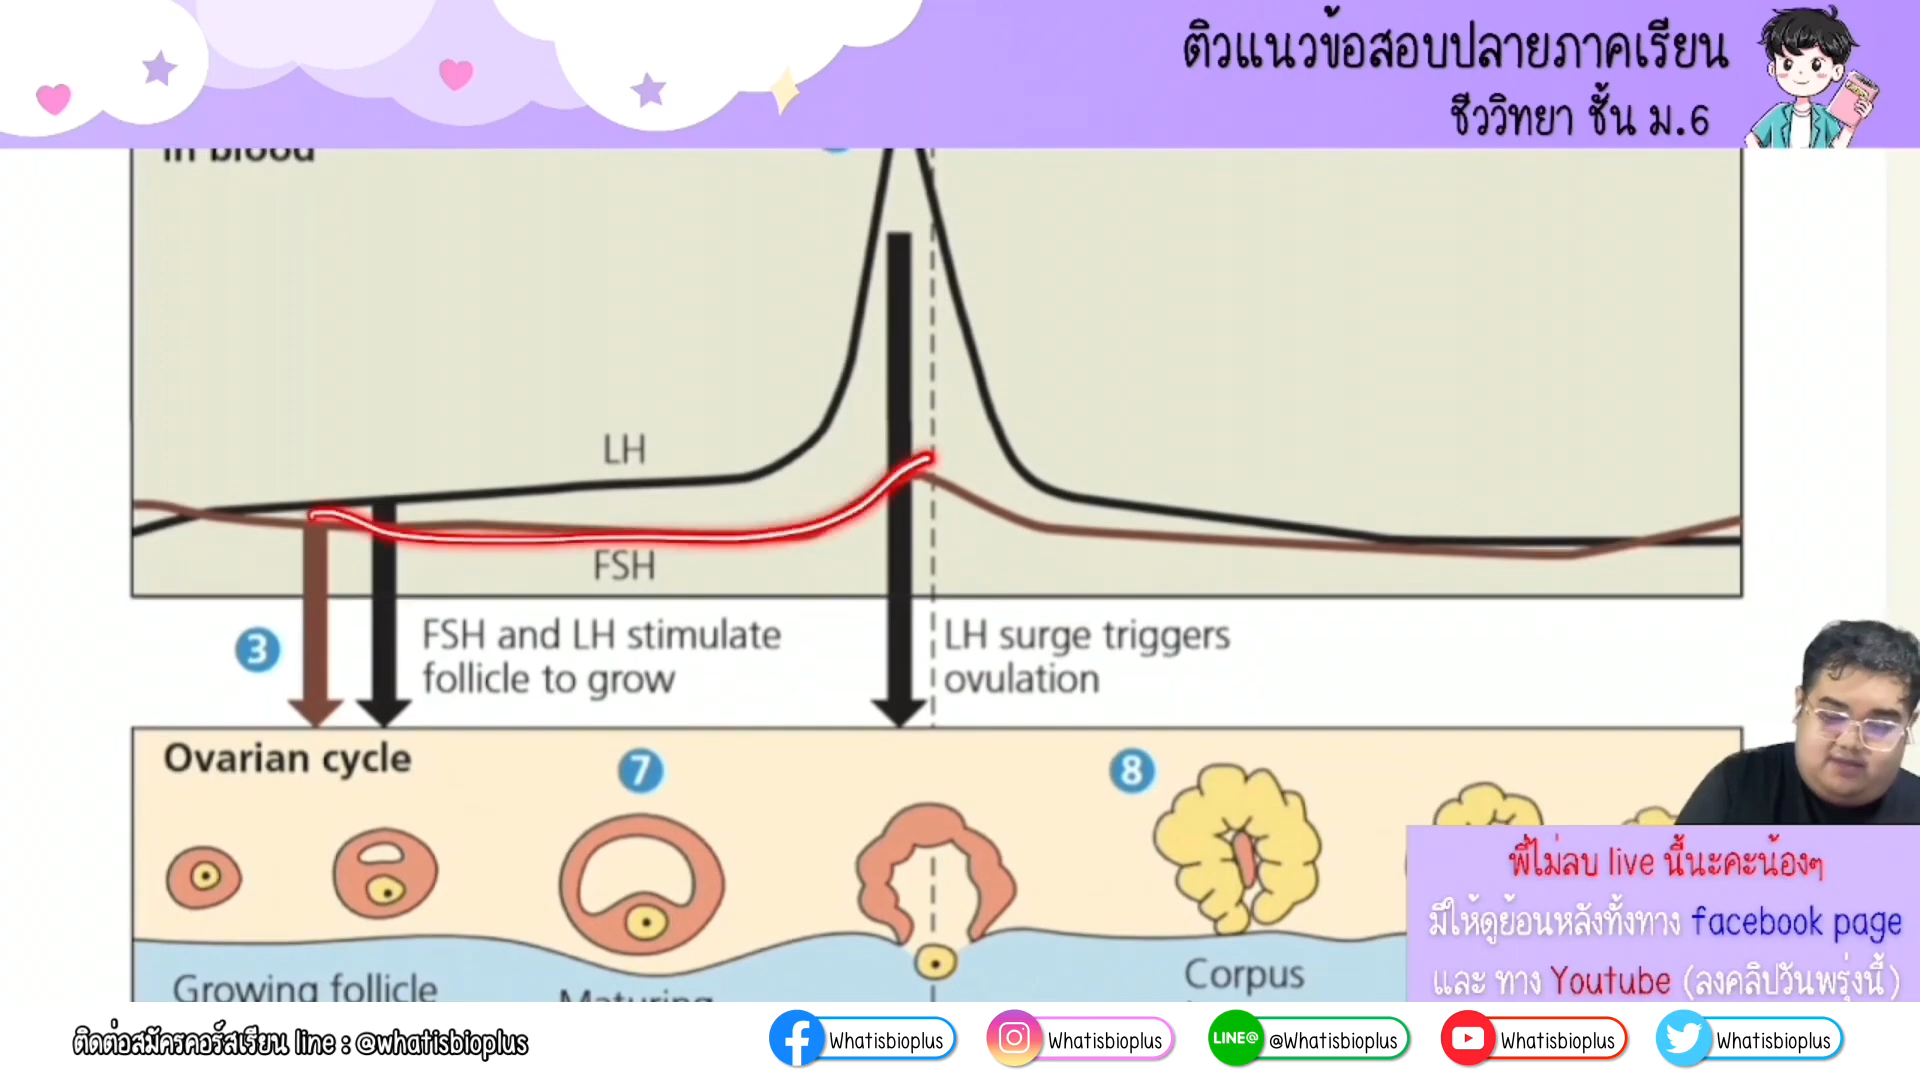 ติวแนวข้อสอบปลายภาคเรียน
ชีววิทยา ชั้น ม.6
in blood
LH
FSH
3
FSH and LH stimulate
follicle to grow
LH surge triggers
ovulation
Ovarian cycle
7
8
Growing follicle
Maturing
Corpus
พี่ไม่ลบ live นี้นะคะน้องๆ
มีให้ดูย้อนหลังทั้งทาง facebook page
และ ทาง Youtube (ลงคลิปวันพรุ่งนี้)
ติดต่อสมัครคอร์สเรียน line : @whatisbioplus
Whatisbioplus
Whatisbioplus
LINE@ @Whatisbioplus
Whatisbioplus
Whatisbioplus